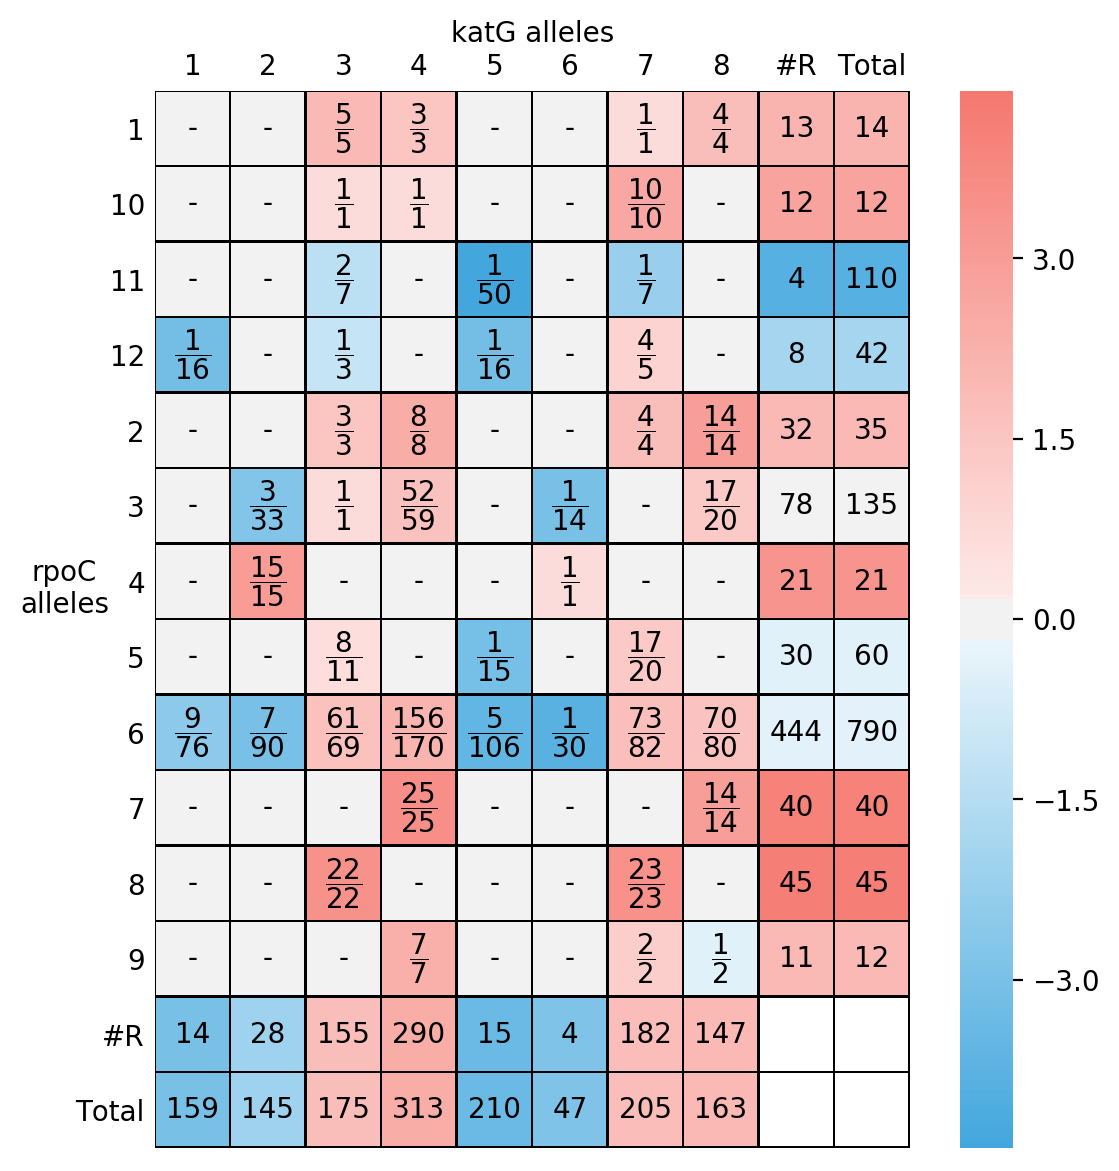 katG alleles
1 2 3 4 5 6 7 8 #R Total
1 - - 5/5 3/3 - - 1/1 4/4 13 14
10 - - 1/1 1/1 - - 10/10 - 12 12
11 - - 2/7 - 1/50 - 1/7 - 4 110
12 1/16 - 1/3 - 1/16 - 4/5 - 8 42
2 - - 3/3 8/8 - - 4/4 14/14 32 35
3 - 3/33 1/1 52/59 - 1/14 - 17/20 78 135
rpoC
alleles
4 - 15/15 - - - 1/1 - - 21 21
5 - - 8/11 - 1/15 - 17/20 - 30 60
6 9/76 7/90 61/69 156/170 5/106 1/30 73/82 70/80 444 790
7 - - - 25/25 - - - 14/14 40 40
8 - - 22/22 - - - 23/23 - 45 45
9 - - - 7/7 - - 2/2 1/2 11 12
#R 14 28 155 290 15 4 182 147
Total 159 145 175 313 210 47 205 163
3.0
1.5
0.0
−1.5
−3.0